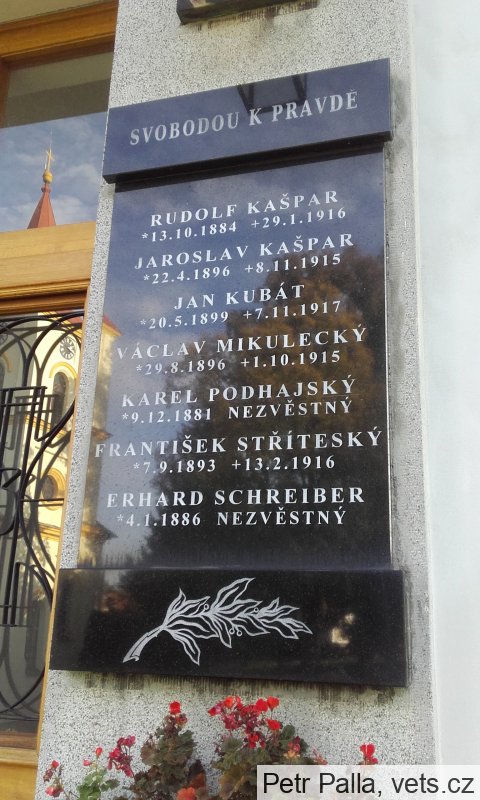 SVOBODOU K PRAVDĚ
RUDOLF KAŠPAR
*13.10.1884 +29.1.1916
JAROSLAV KAŠPAR
*22.4.1896 +8.11.1915
JAN KUBÁT
*20.5.1899 +7.11.1917
VÁCLAV MIKULECKÝ
*29.8.1896 +1.10.1915
KAREL PODHAJSKÝ
*9.12.1881 NEZVĚSTNÝ
FRANTIŠEK STŘÍTESKÝ
*7.9.1893 +13.2.1916
ERHARD SCHREIBER
*4.1.1886 NEZVĚSTNÝ
Petr Palla, vets.cz